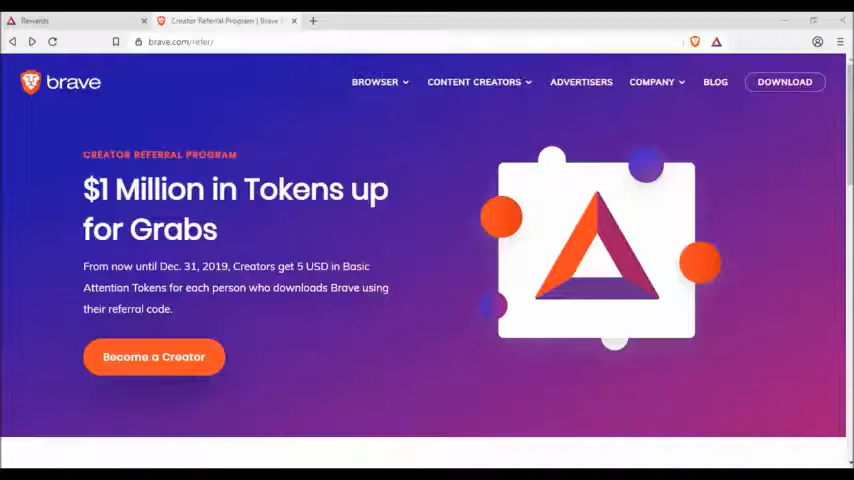 Rewards
Creator Referral Program | Brave
brave.com/refer/
brave
BROWSER
CONTENT CREATORS
ADVERTISERS
COMPANY
BLOG
DOWNLOAD
CREATOR REFERRAL PROGRAM
$1 Million in Tokens up
for Grabs
From now until Dec. 31, 2019, Creators get 5 USD in Basic
Attention Tokens for each person who downloads Brave using
their referral code.
Become a Creator